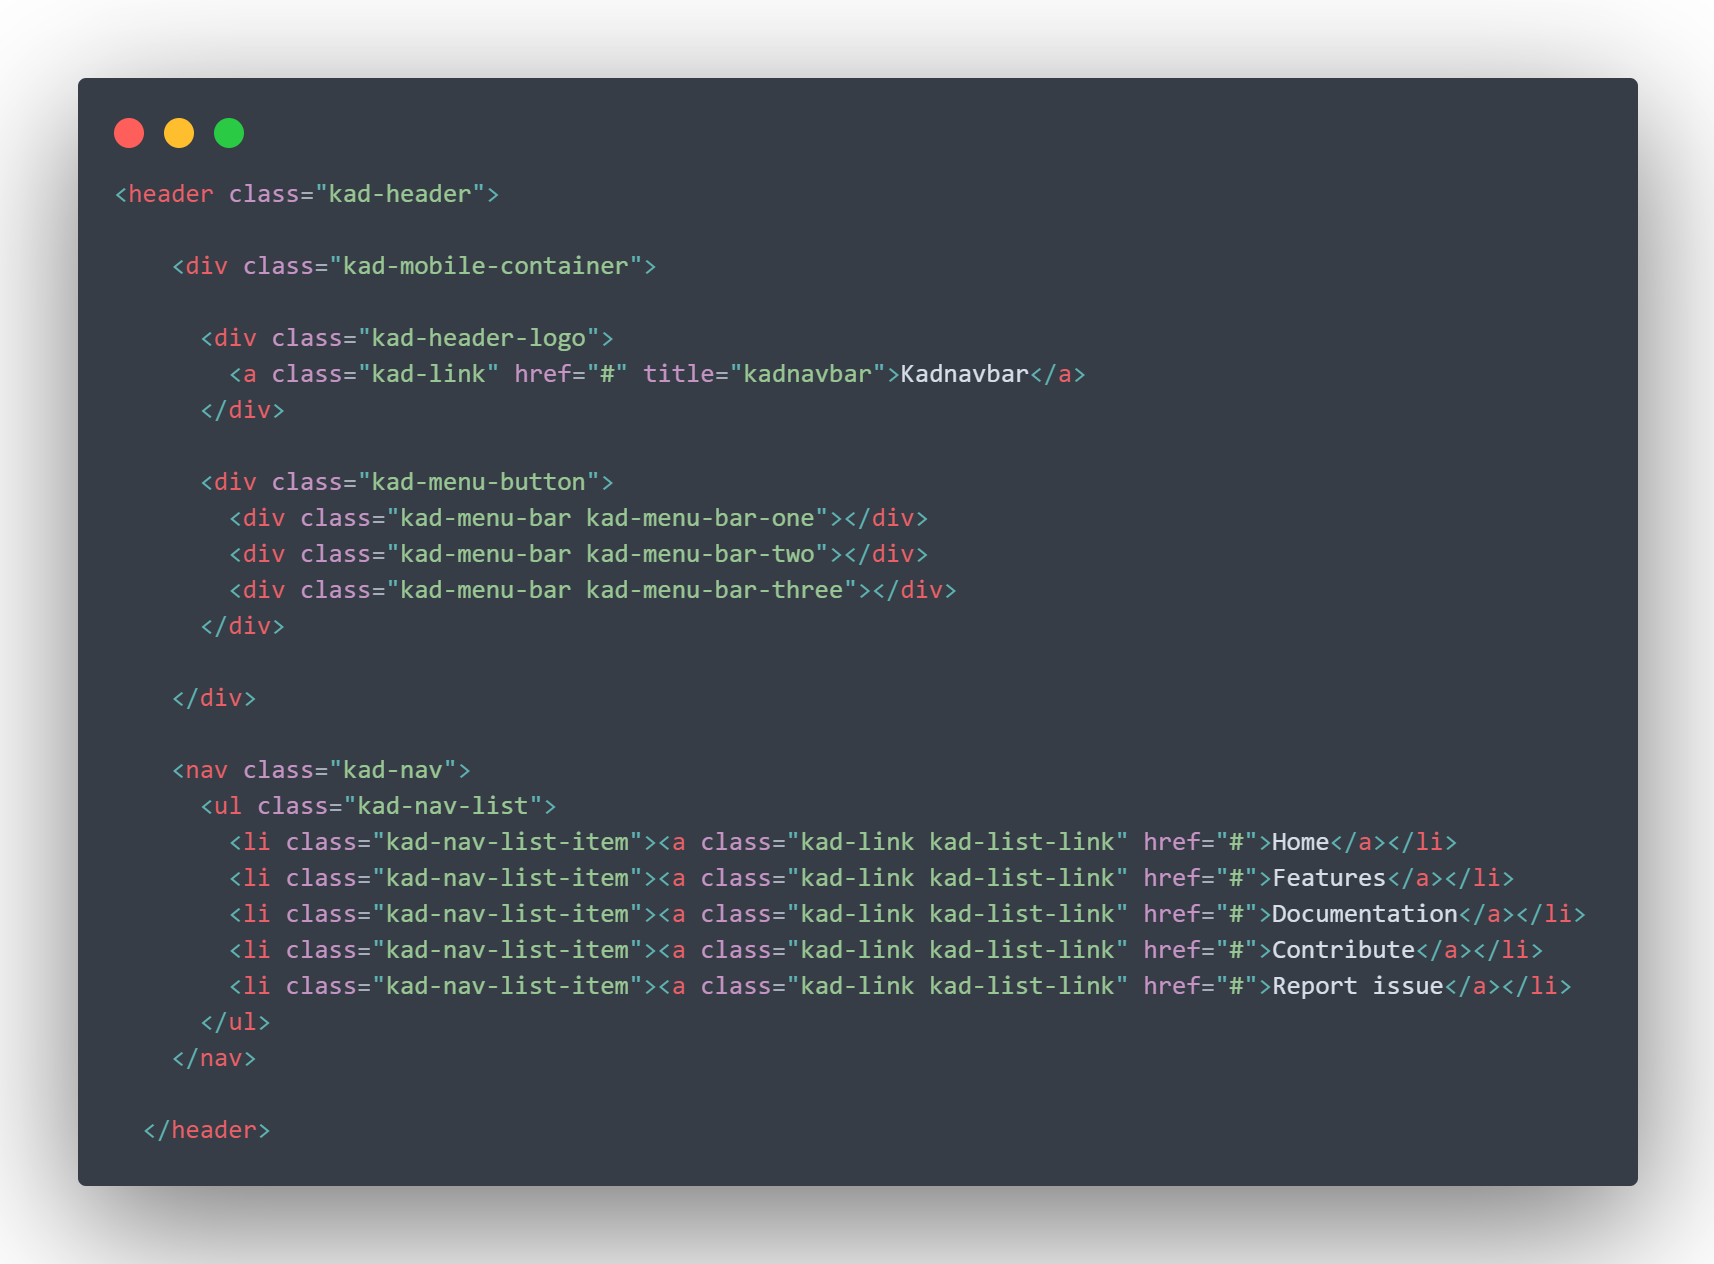 <header class="kad-header">
<div class="kad-mobile-container">
<div class="kad-header-logo">
<a class="kad-link" href="#" title="kadnavbar">Kadnavbar</a>
</div>
<div class="kad-menu-button">
<div class="kad-menu-bar kad-menu-bar-one"></div>
<div class="kad-menu-bar kad-menu-bar-two"></div>
<div class="kad-menu-bar kad-menu-bar-three"></div>
</div>
</div>
<nav class="kad-nav">
<ul class="kad-nav-list">
<li class="kad-nav-list-item"><a class="kad-link kad-list-link" href="#">Home</a></li>
<li class="kad-nav-list-item"><a class="kad-link kad-list-link" href="#">Features</a></li>
<li class="kad-nav-list-item"><a class="kad-link kad-list-link" href="#">Documentation</a></li>
<li class="kad-nav-list-item"><a class="kad-link kad-list-link" href="#">Contribute</a></li>
<li class="kad-nav-list-item"><a class="kad-link kad-list-link" href="#">Report issue</a></li>
</ul>
</nav>
</header>